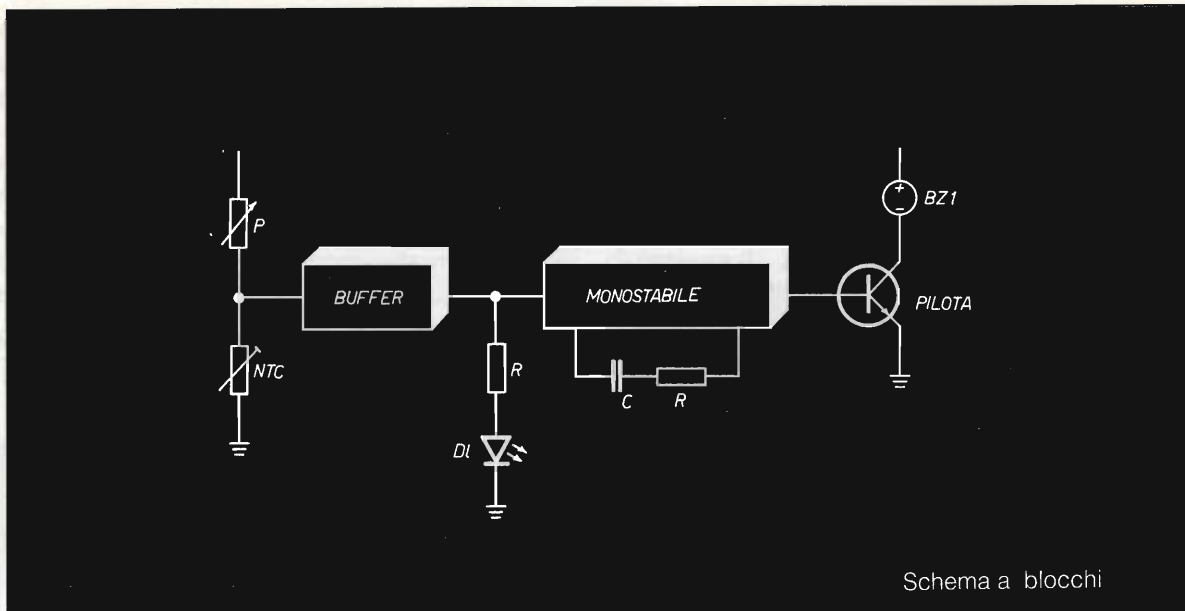 P
NTC
BUFFER
R
Dl
MONOSTABILE
C
R
BZ1
+
−
PILOTA
Schema a blocchi